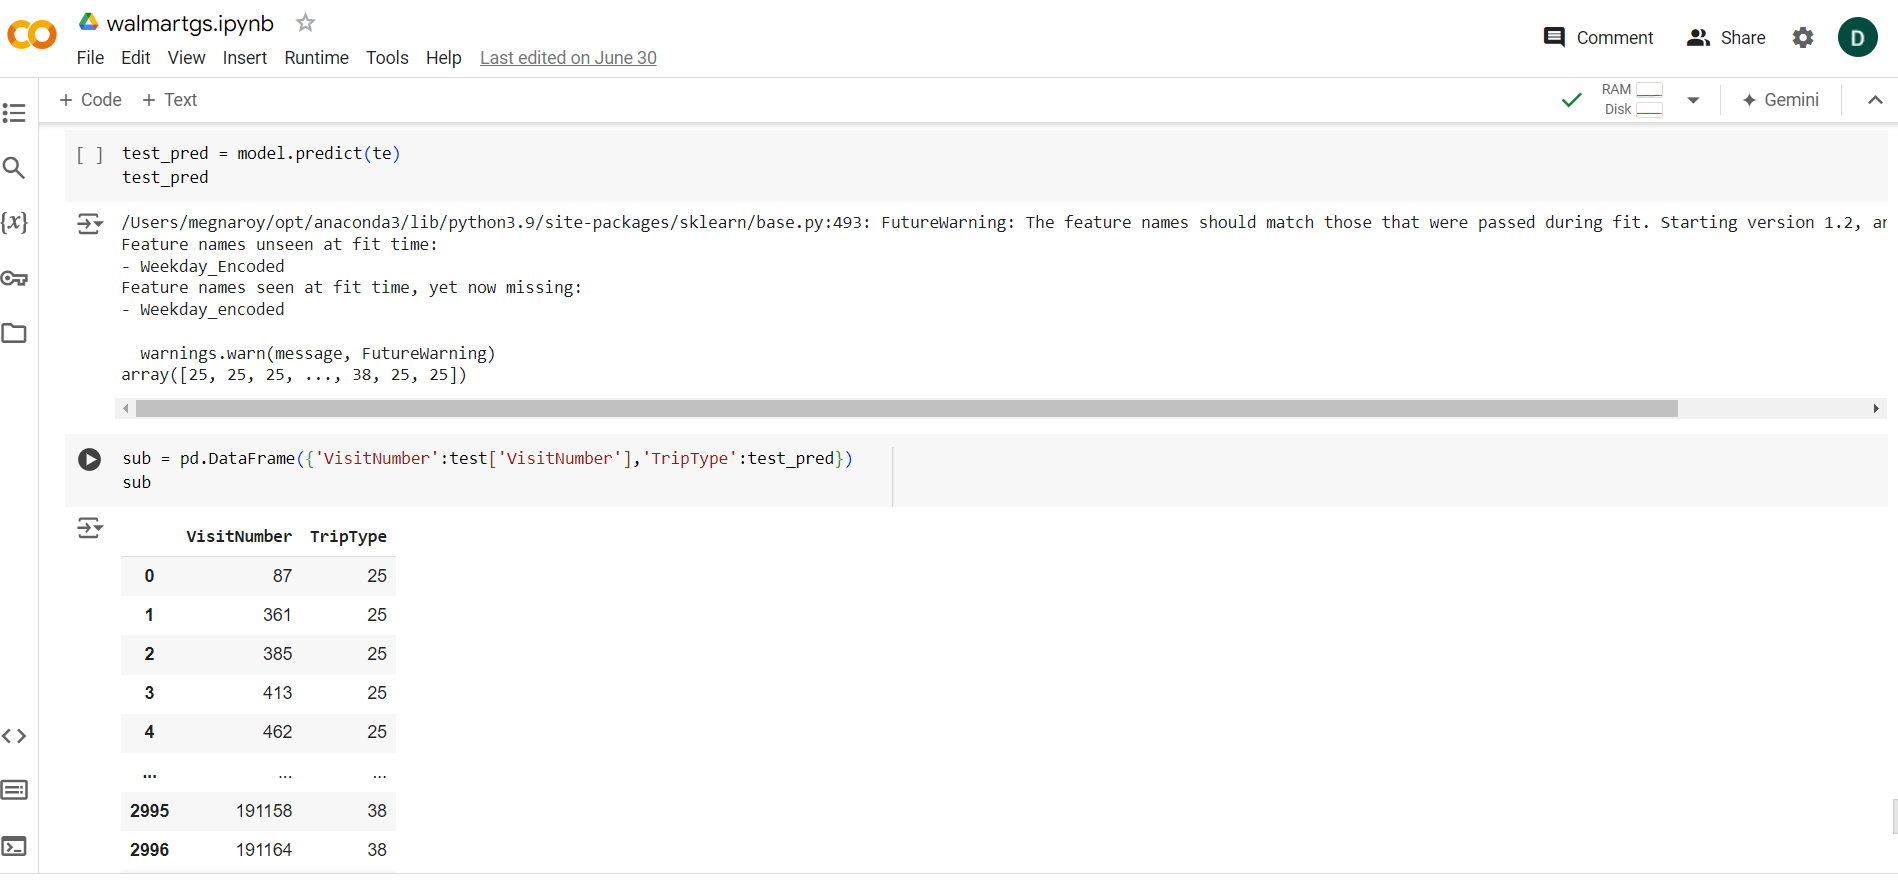 walmartgs.ipynb
File Edit View Insert Runtime Tools Help Last edited on June 30
Comment Share D
+ Code + Text
RAM
Disk
Gemini
{x}
[ ] test_pred = model.predict(te)
test_pred
/Users/megnaroy/opt/anaconda3/lib/python3.9/site-packages/sklearn/base.py:493: FutureWarning: The feature names should match those that were passed during fit. Starting version 1.2, an
Feature names unseen at fit time:
- Weekday_Encoded
Feature names seen at fit time, yet now missing:
- Weekday_encoded
warnings.warn(message, FutureWarning)
array([25, 25, 25, ..., 38, 25, 25])
sub = pd.DataFrame({'VisitNumber':test['VisitNumber'],'TripType':test_pred})
sub
VisitNumber TripType
0 87 25
1 361 25
2 385 25
3 413 25
4 462 25
... ... ...
2995 191158 38
2996 191164 38